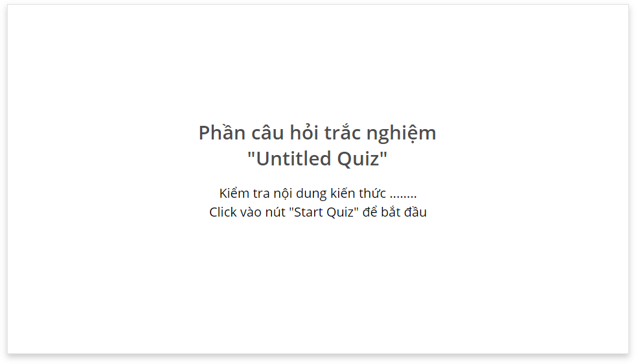 Phần câu hỏi trắc nghiệm
"Untitled Quiz"
Kiểm tra nội dung kiến thức ........
Click vào nút "Start Quiz" để bắt đầu